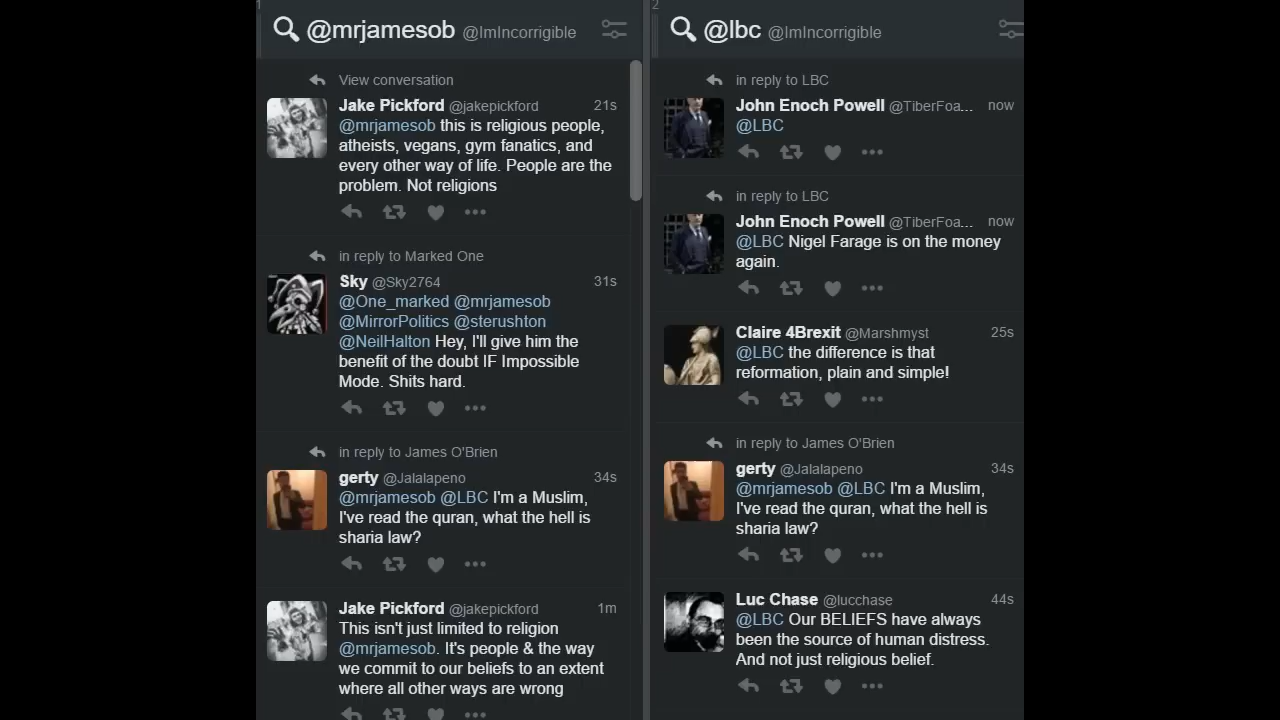 1
@mrjamesob @ImIncorrigible
View conversation
Jake Pickford @jakepickford 21s
@mrjamesob this is religious people,
atheists, vegans, gym fanatics, and
every other way of life. People are the
problem. Not religions
in reply to Marked One
Sky @Sky2764 31s
@One_marked @mrjamesob
@MirrorPolitics @sterushton
@NeilHalton Hey, I'll give him the
benefit of the doubt IF Impossible
Mode. Shits hard.
in reply to James O'Brien
gerty @Jalalapeno 34s
@mrjamesob @LBC I'm a Muslim,
I've read the quran, what the hell is
sharia law?
Jake Pickford @jakepickford 1m
This isn't just limited to religion
@mrjamesob. It's people & the way
we commit to our beliefs to an extent
where all other ways are wrong
2
@lbc @ImIncorrigible
in reply to LBC
John Enoch Powell @TiberFoa... now
@LBC
in reply to LBC
John Enoch Powell @TiberFoa... now
@LBC Nigel Farage is on the money
again.
Claire 4Brexit @Marshmyst 25s
@LBC the difference is that
reformation, plain and simple!
in reply to James O'Brien
gerty @Jalalapeno 34s
@mrjamesob @LBC I'm a Muslim,
I've read the quran, what the hell is
sharia law?
Luc Chase @lucchase 44s
@LBC Our BELIEFS have always
been the source of human distress.
And not just religious belief.